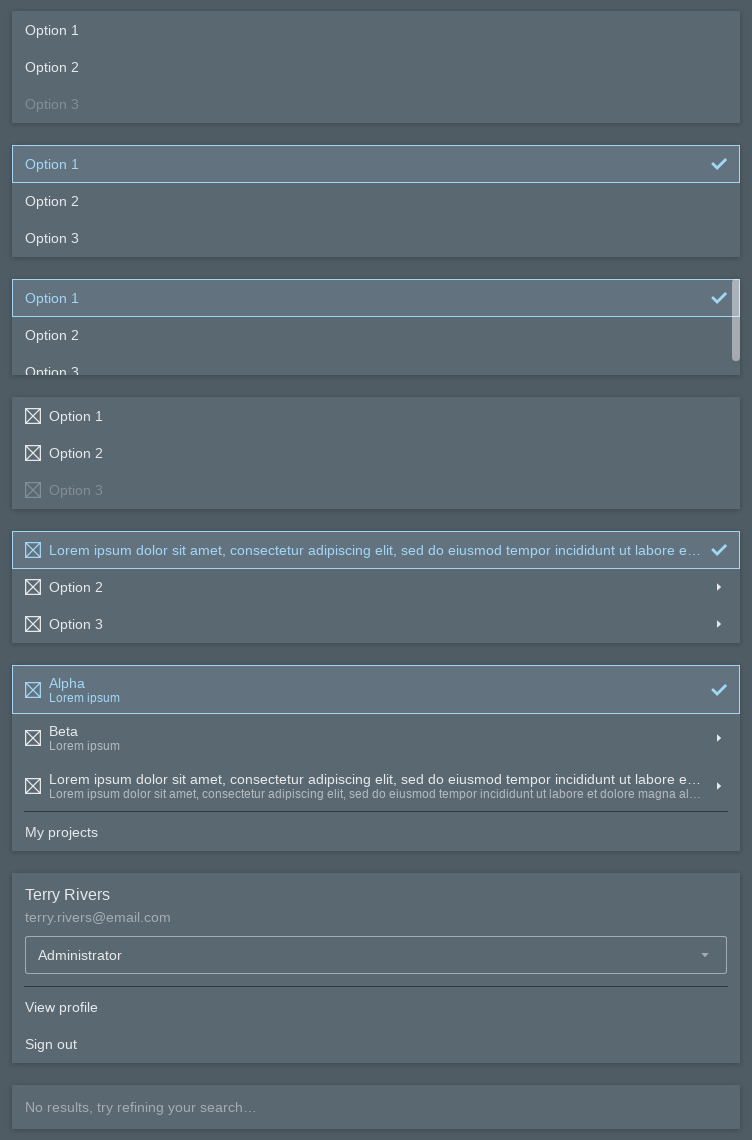 Option 1
Option 2
Option 3
Option 1
Option 2
Option 3
Option 1
Option 2
Option 3
Option 1
Option 2
Option 3
Lorem ipsum dolor sit amet, consectetur adipiscing elit, sed do eiusmod tempor incididunt ut labore e…
Option 2
Option 3
Alpha
Lorem ipsum
Beta
Lorem ipsum
Lorem ipsum dolor sit amet, consectetur adipiscing elit, sed do eiusmod tempor incididunt ut labore e…
Lorem ipsum dolor sit amet, consectetur adipiscing elit, sed do eiusmod tempor incididunt ut labore et dolore magna al…
My projects
Terry Rivers
terry.rivers@email.com
Administrator
View profile
Sign out
No results, try refining your search…